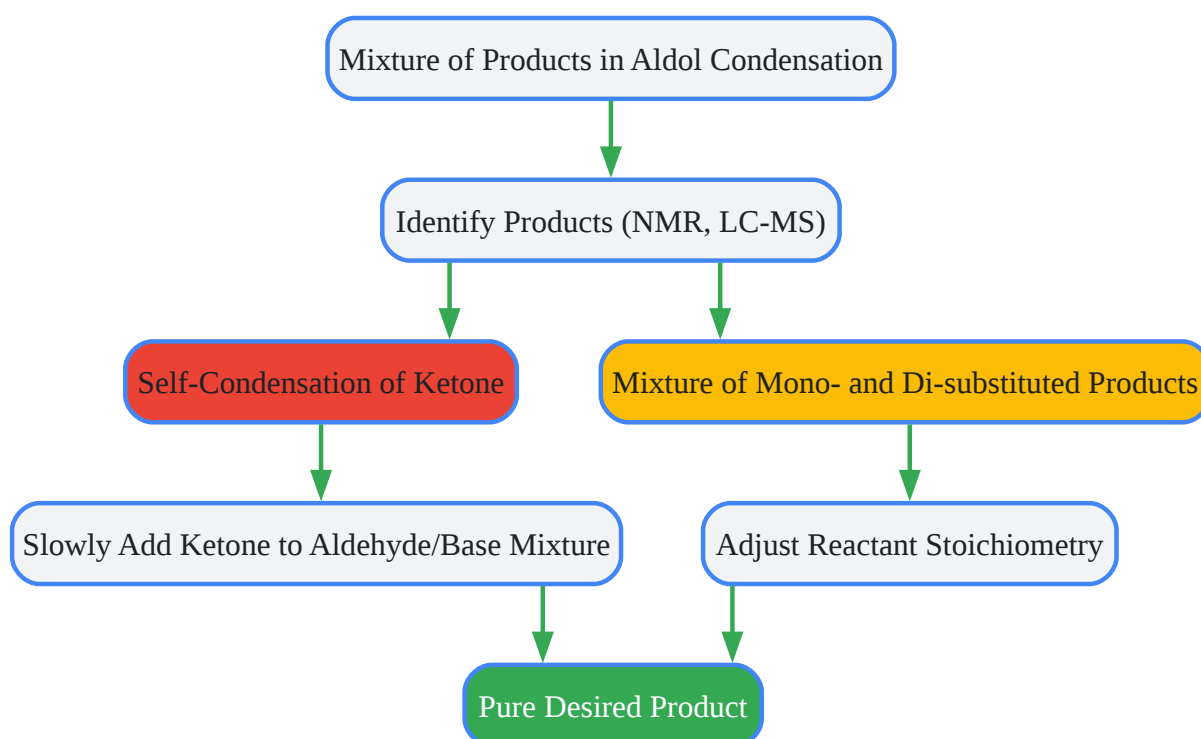 Mixture of Products in Aldol Condensation
Identify Products (NMR, LC-MS)
Self-Condensation of Ketone
Mixture of Mono- and Di-substituted Products
Slowly Add Ketone to Aldehyde/Base Mixture
Adjust Reactant Stoichiometry
Pure Desired Product